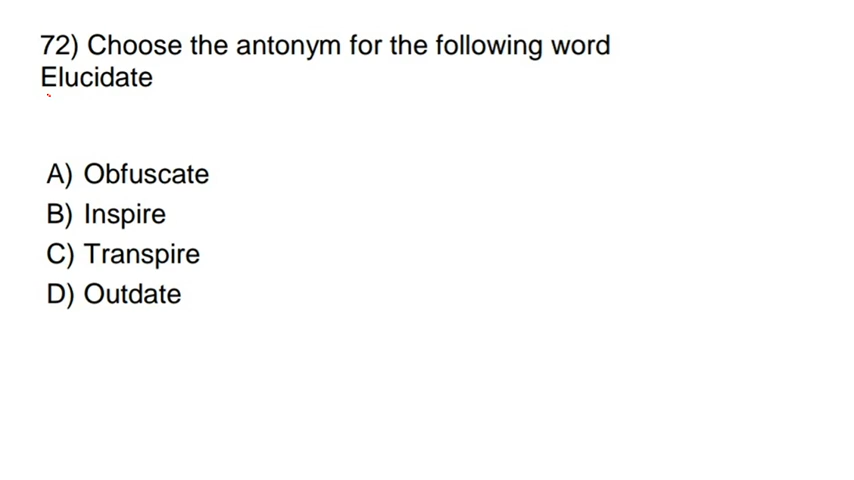 72) Choose the antonym for the following word
Elucidate
A) Obfuscate
B) Inspire
C) Transpire
D) Outdate